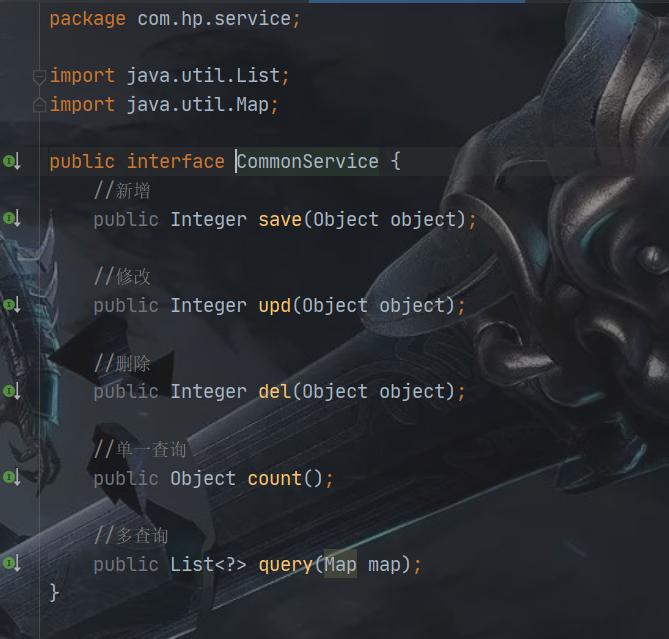 package com.hp.service;
import java.util.List;
import java.util.Map;
public interface CommonService {
//新增
public Integer save(Object object);
//修改
public Integer upd(Object object);
//删除
public Integer del(Object object);
//单一查询
public Object count();
//多查询
public List<?> query(Map map);
}